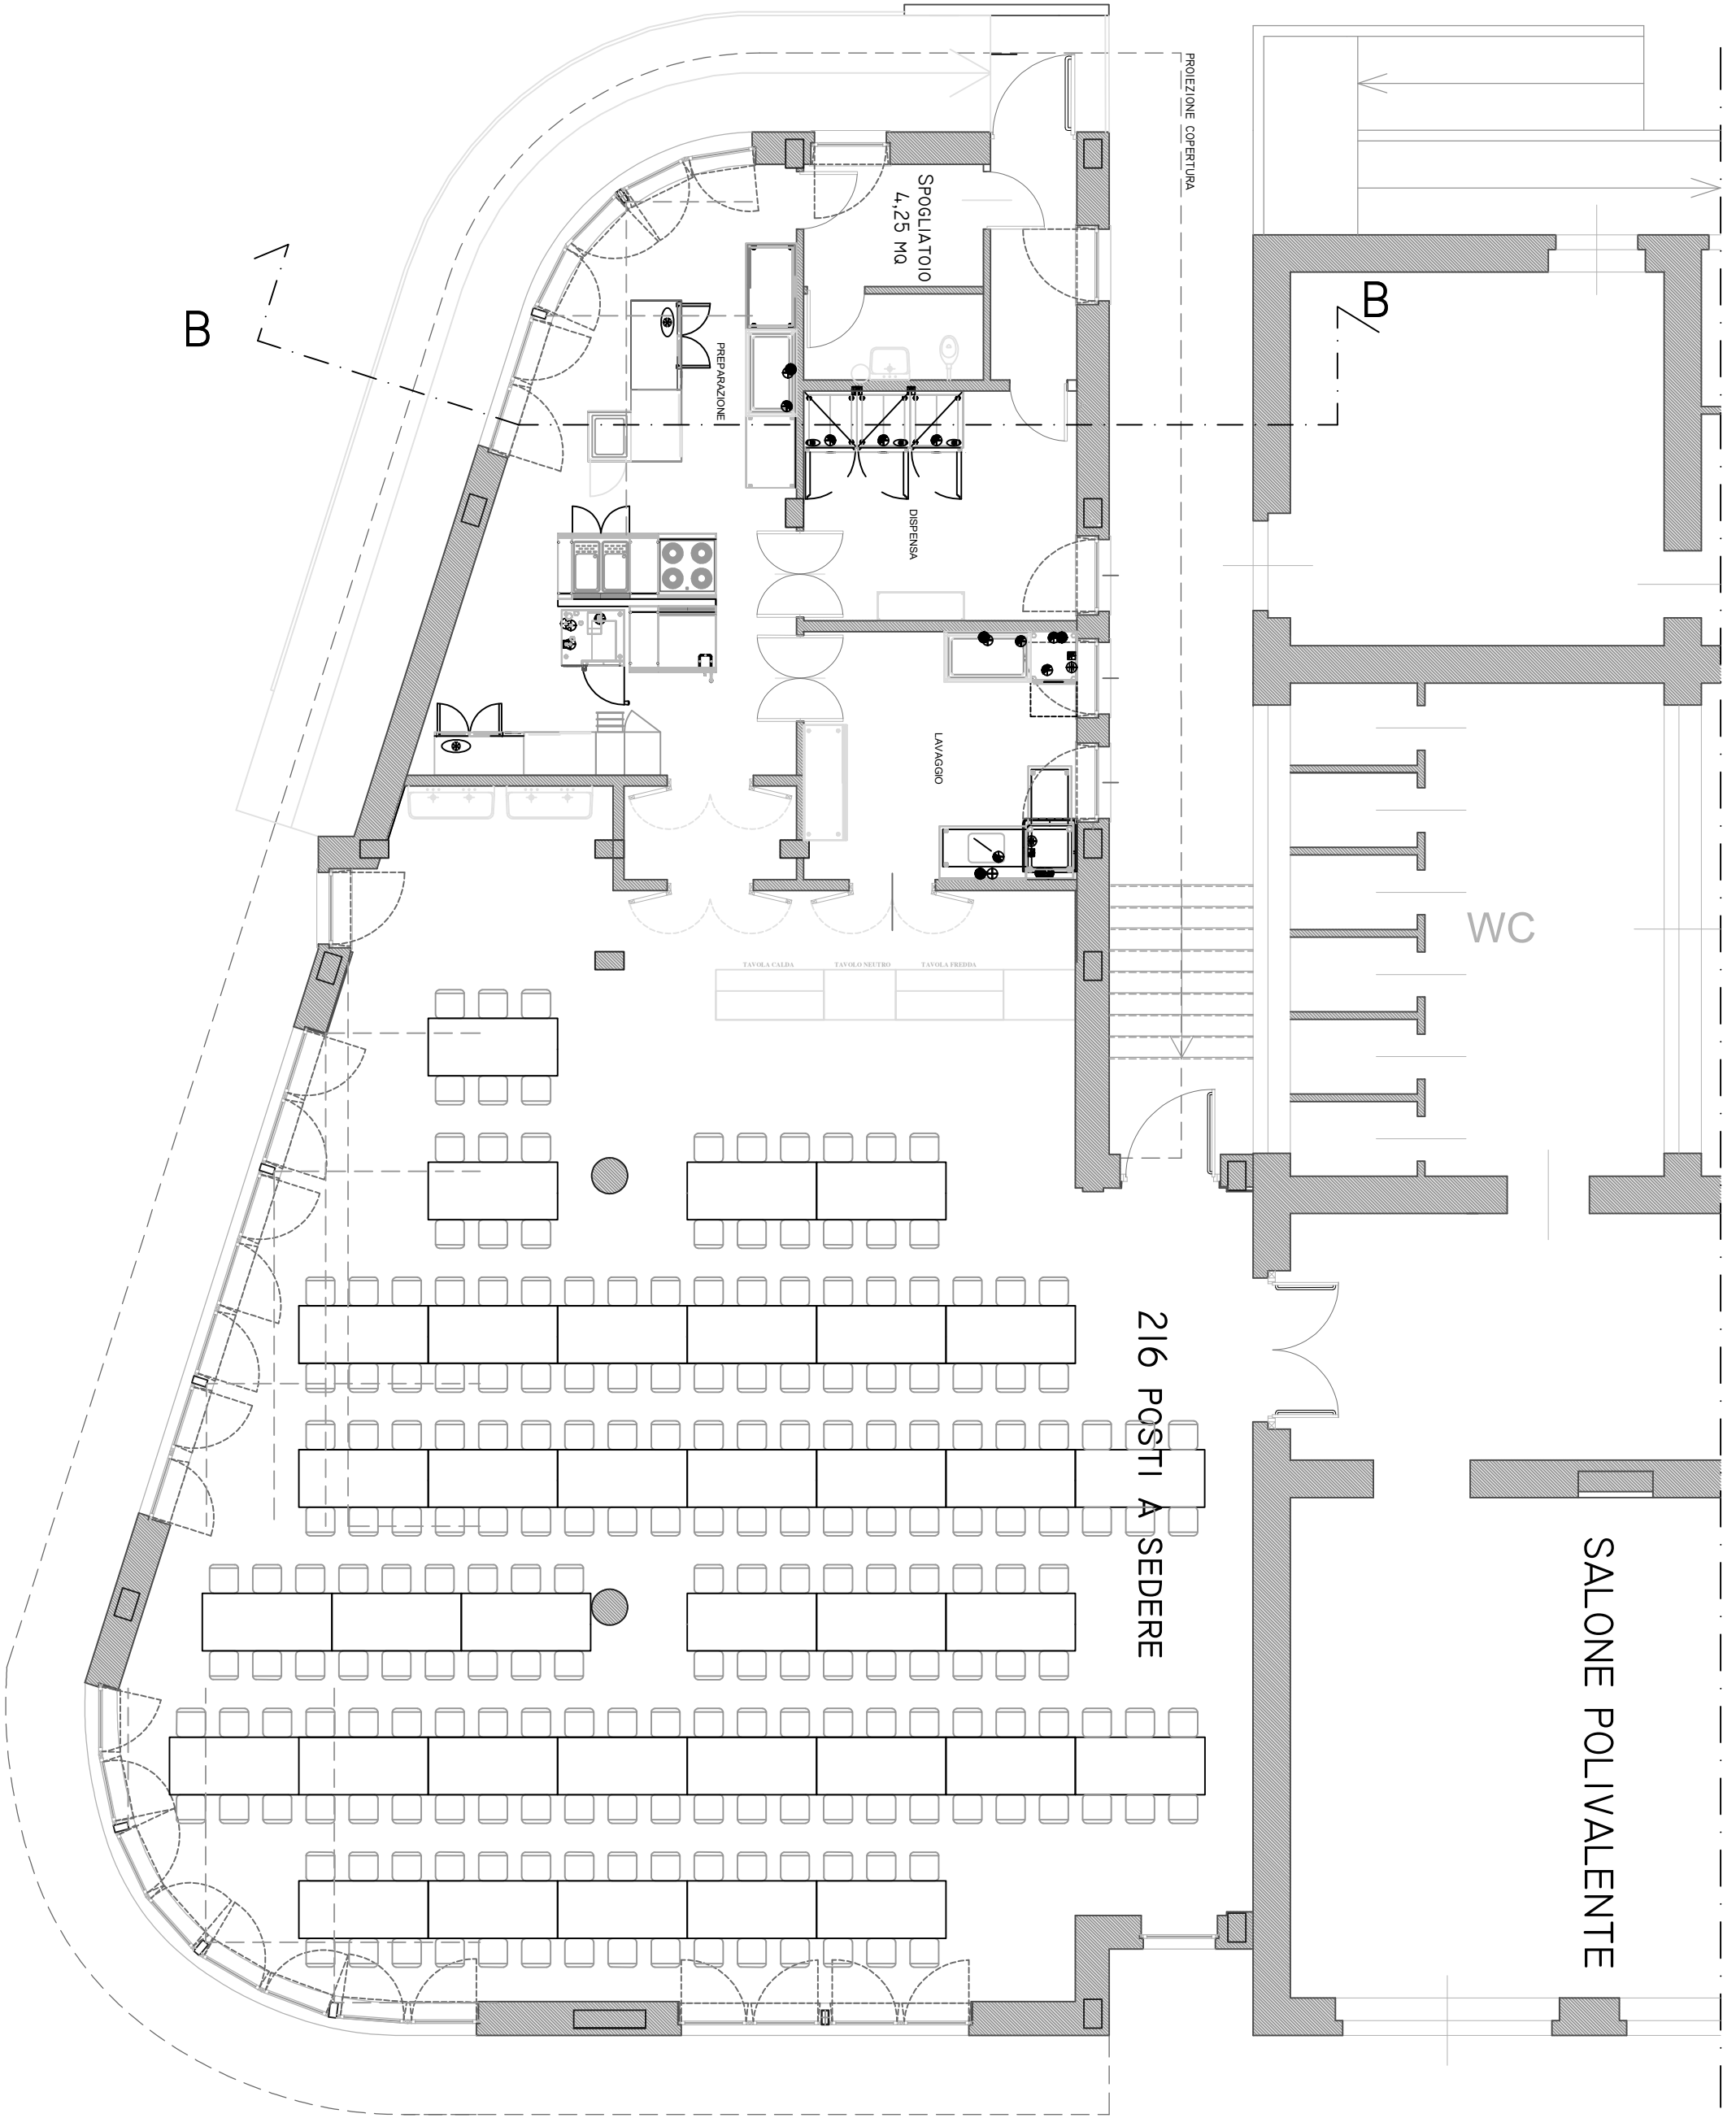 PROIEZIONE COPERTURA
SPOGLIATOIO
4,25 MQ
B
B
PREPARAZIONE
DISPENSA
LAVAGGIO
WC
TAVOLA CALDA
TAVOLO NEUTRO
TAVOLA FREDDA
216 POSTI A SEDERE
SALONE POLIVALENTE